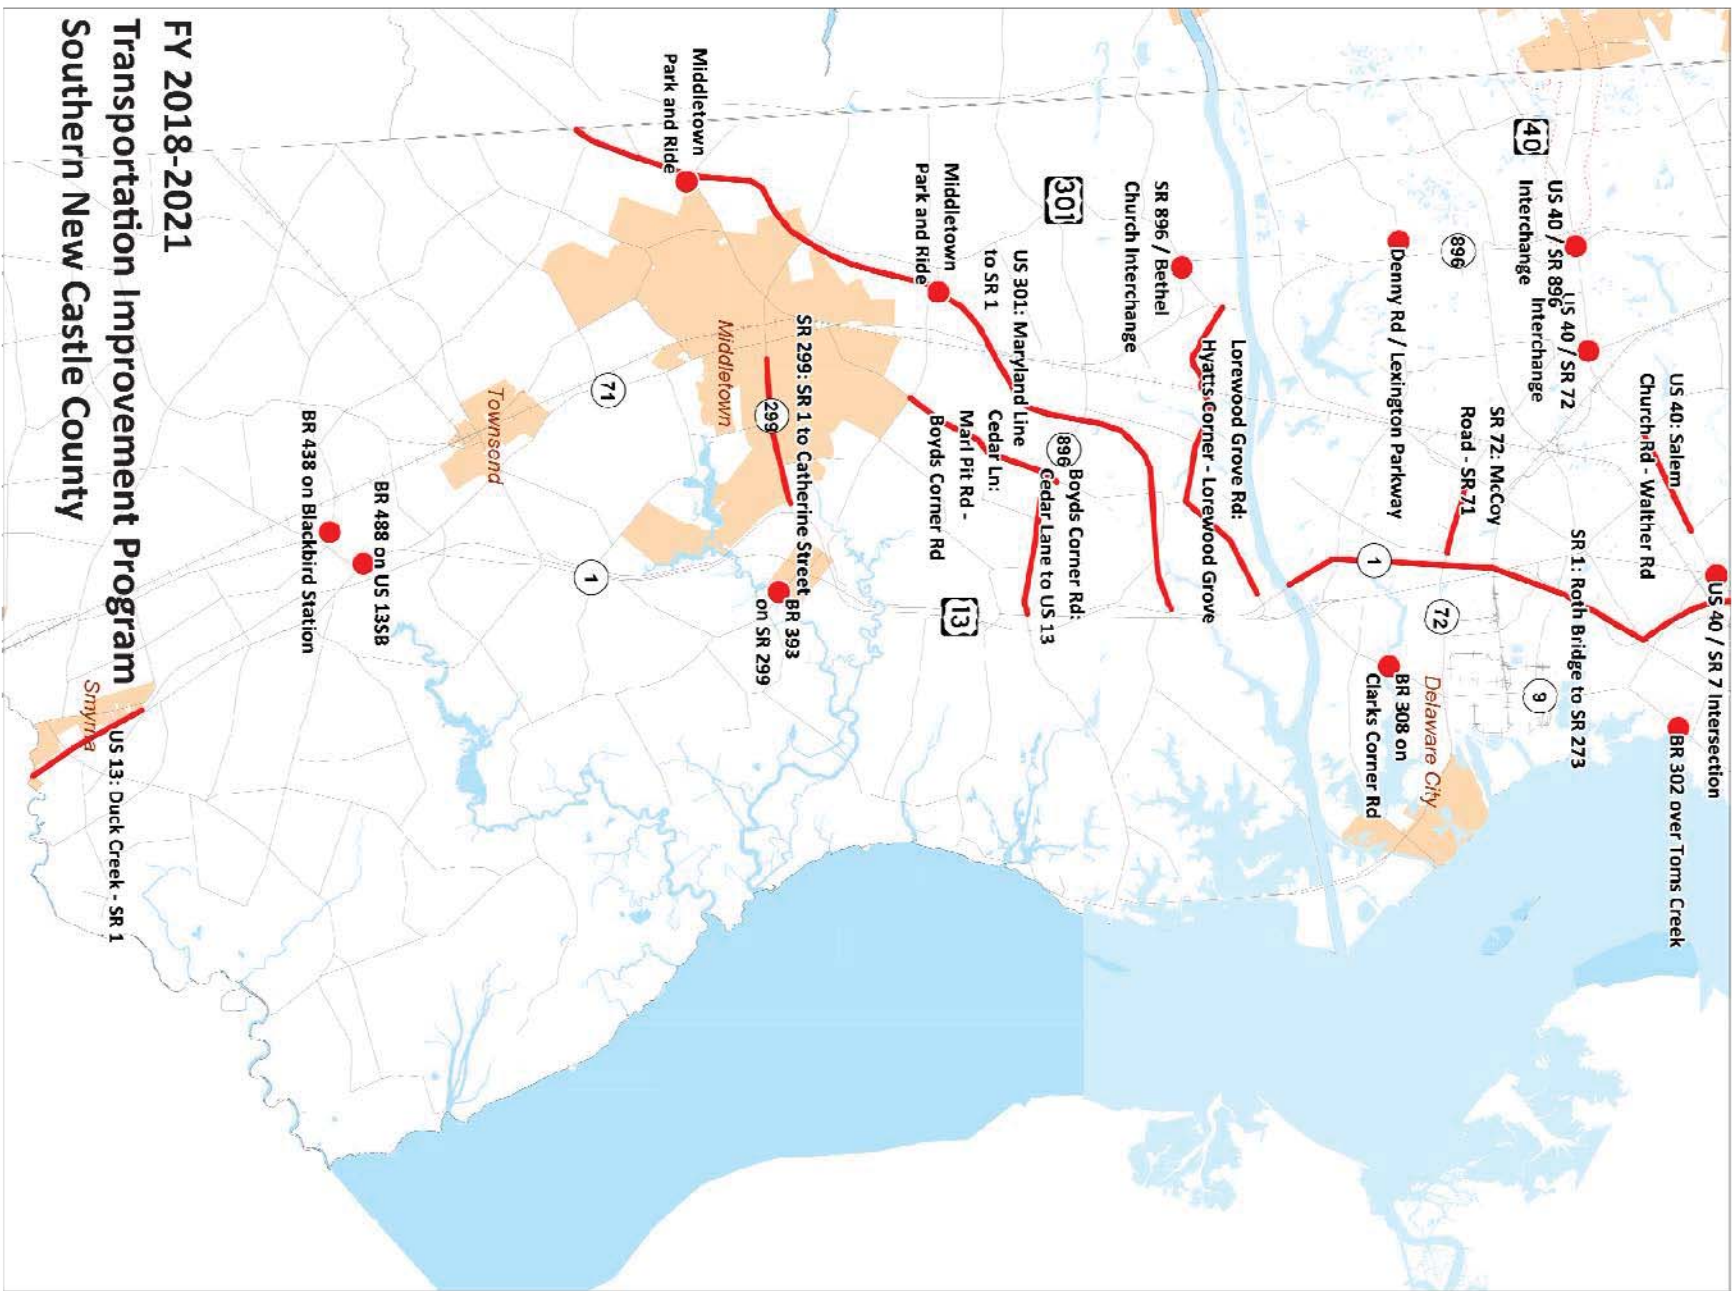 US 40 / SR 7 Intersection
BR 302 over Toms Creek
US 40: Salem
Church Rd - Walther Rd
US 40 / SR 72
Interchange
US 40 / SR 896
Interchange
40
SR 1: Roth Bridge to SR 273
9
SR 72: McCoy
Road - SR 71
896
Delaware City
72
Denny Rd / Lexington Parkway
1
BR 308 on
Clarks Corner Rd
Lorewood Grove Rd:
Hyatts Corner - Lorewood Grove
SR 896 / Bethel
Church Interchange
301
Boyds Corner Rd:
Cedar Lane to US 13
896
US 301: Maryland Line
to SR 1
Cedar Ln:
Marl Pit Rd -
Boyds Corner Rd
13
Middletown
Park and Ride
SR 299: SR 1 to Catherine Street
299
BR 393
on SR 299
Middletown
Middletown
Park and Ride
71
1
Townsend
BR 488 on US 13SB
BR 438 on Blackbird Station
US 13: Duck Creek - SR 1
Smyrna
FY 2018-2021
Transportation Improvement Program
Southern New Castle County